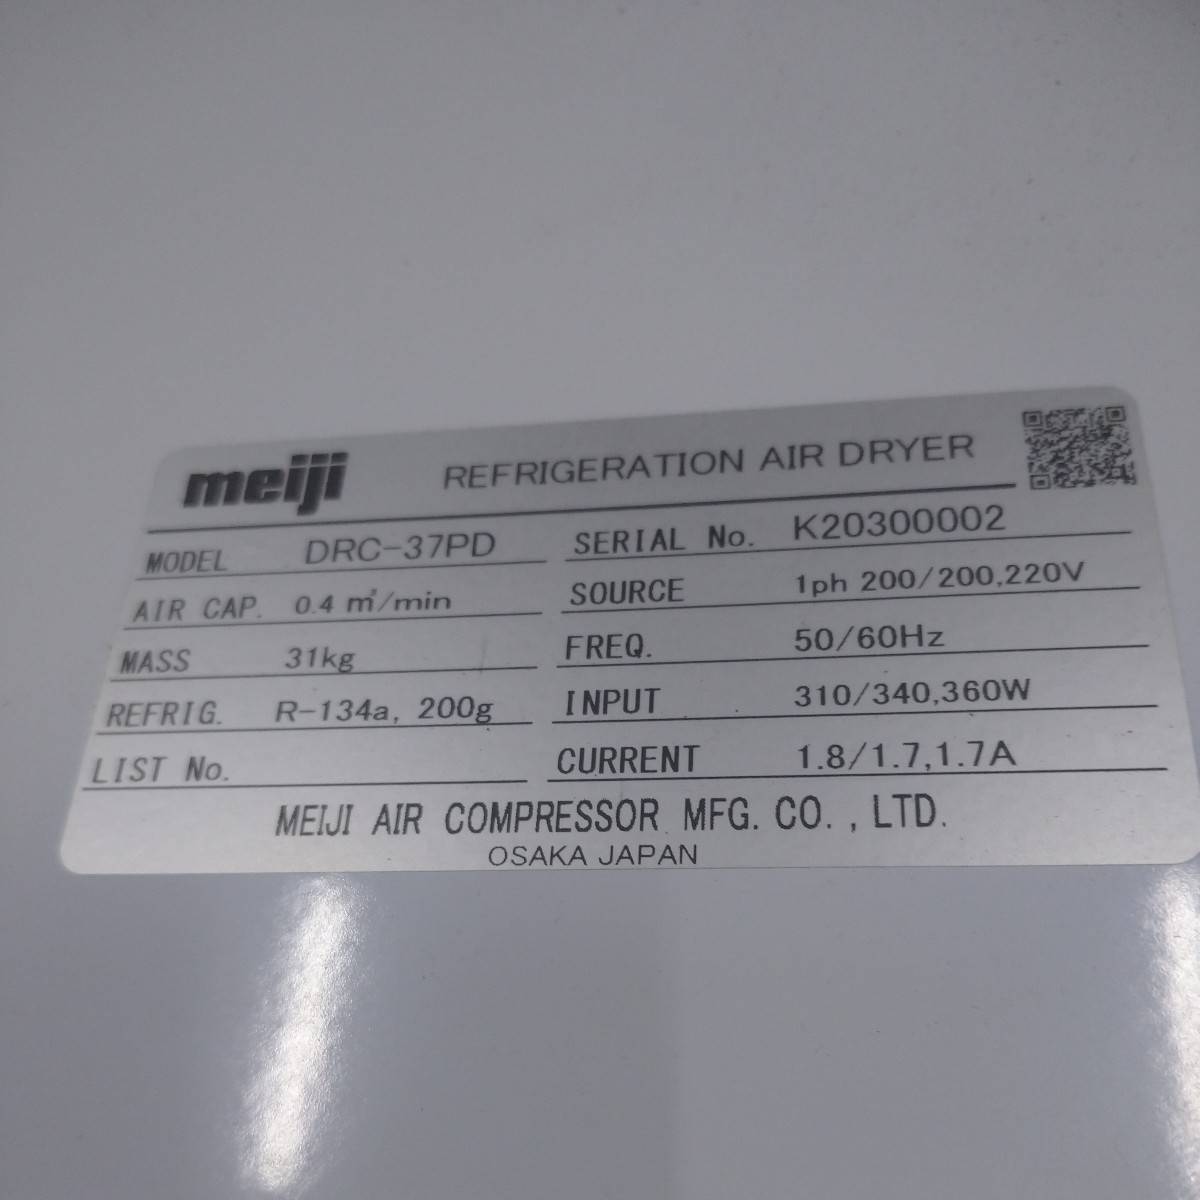 meiji REFRIGERATION AIR DRYER
MODEL DRC-37PD SERIAL No. K20300002
AIR CAP. 0.4 m³/min SOURCE 1ph 200/200,220V
MASS 31kg FREQ. 50/60Hz
REFRIG. R-134a, 200g INPUT 310/340,360W
LIST No. CURRENT 1.8/1.7,1.7A
MEIJI AIR COMPRESSOR MFG. CO., LTD.
OSAKA JAPAN